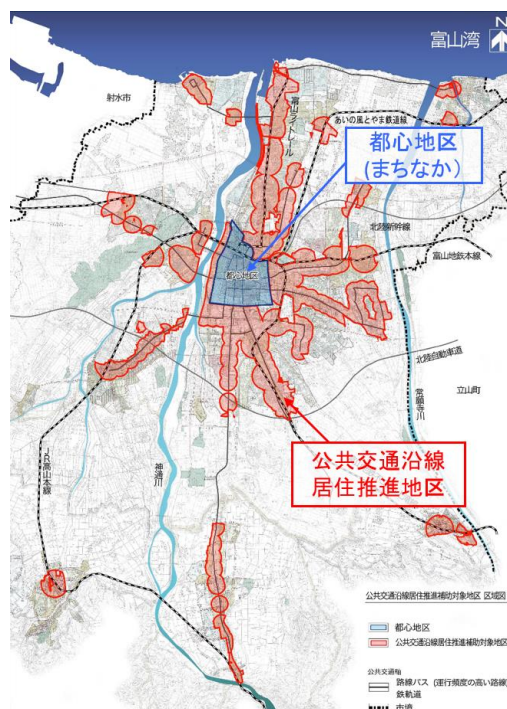 富山湾
N
射水市
富山ライトレール
あいの風とやま鉄道線
都心地区
(まちなか)
北陸新幹線
富山地鉄本線
都心地区
北陸自動車道
立山町
常願寺川
公共交通沿線
居住推進地区
JR高山本線
神通川
公共交通沿線居住推進補助対象地区 区域図
都心地区
公共交通沿線居住推進補助対象地区
公共交通軸
路線バス (運行頻度の高い路線)
鉄軌道
市境